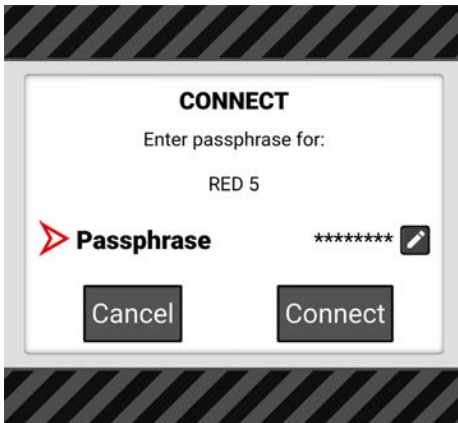 CONNECT
Enter passphrase for:
RED 5
Passphrase ********
Cancel Connect